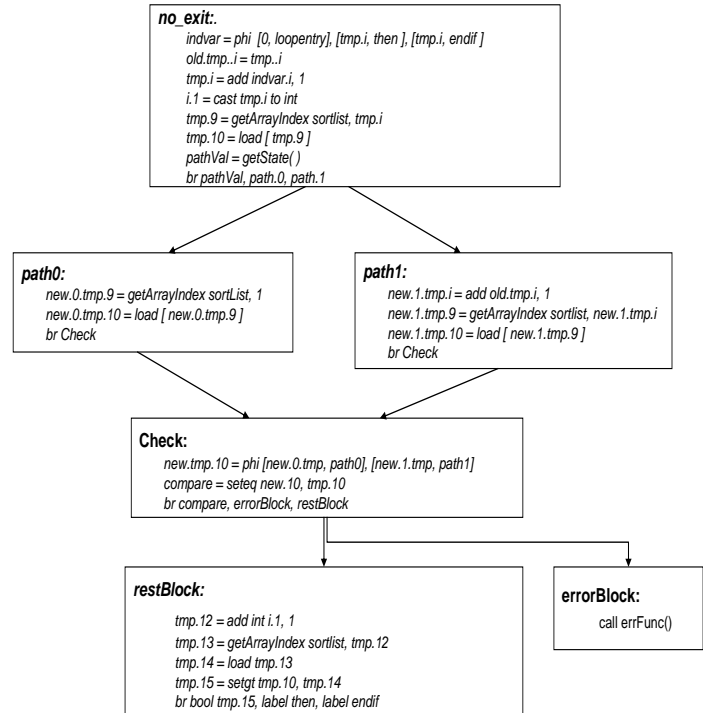 no_exit:.
indvar = phi [0, loopentry], [tmp.i, then ], [tmp.i, endif ]
old.tmp..i = tmp..i
tmp.i = add indvar.i, 1
i.1 = cast tmp.i to int
tmp.9 = getArrayIndex sortlist, tmp.i
tmp.10 = load [ tmp.9 ]
pathVal = getState( )
br pathVal, path.0, path.1
path0:
new.0.tmp.9 = getArrayIndex sortList, 1
new.0.tmp.10 = load [ new.0.tmp.9 ]
br Check
path1:
new.1.tmp.i = add old.tmp.i, 1
new.1.tmp.9 = getArrayIndex sortlist, new.1.tmp.i
new.1.tmp.10 = load [ new.1.tmp.9 ]
br Check
Check:
new.tmp.10 = phi [new.0.tmp, path0], [new.1.tmp, path1]
compare = seteq new.10, tmp.10
br compare, errorBlock, restBlock
restBlock:
tmp.12 = add int i.1, 1
tmp.13 = getArrayIndex sortlist, tmp.12
tmp.14 = load tmp.13
tmp.15 = setgt tmp.10, tmp.14
br bool tmp.15, label then, label endif
errorBlock:
call errFunc()